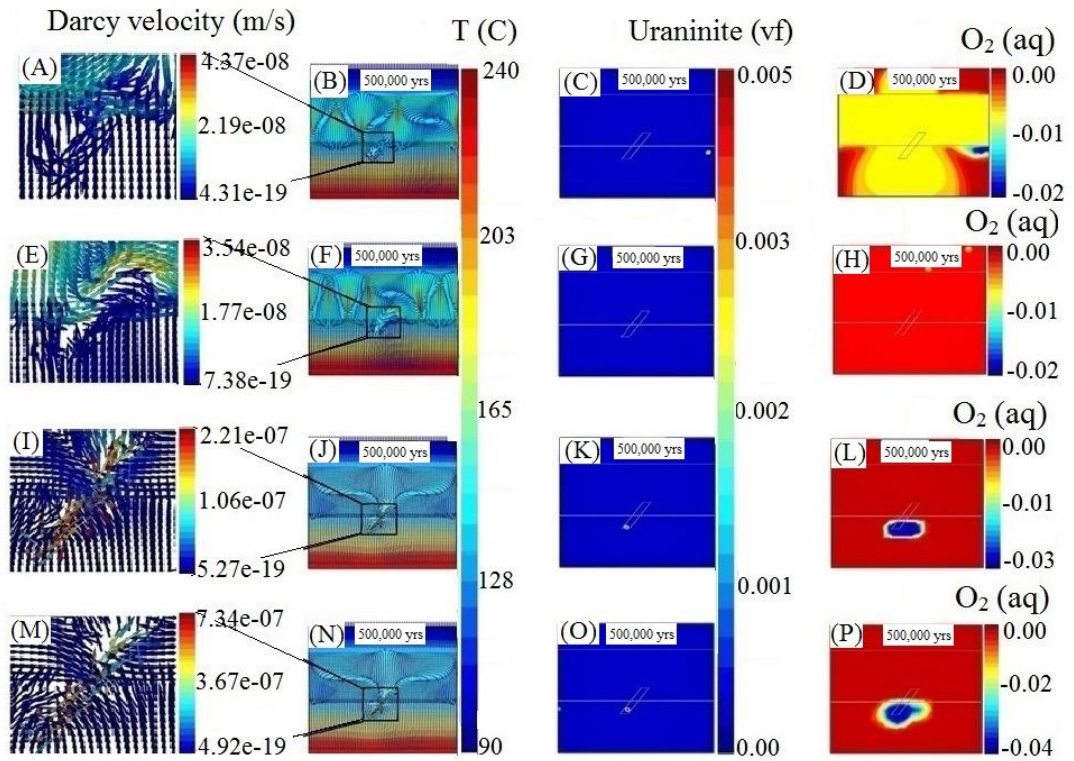 Darcy velocity (m/s)
T (C)
Uraninite (vf)
O₂ (aq)
(A)
4.37e-08
2.19e-08
4.31e-19
(B)
500,000 yrs
240
203
165
128
90
(C)
500,000 yrs
0.005
0.003
0.002
0.001
0.00
(D)
500,000 yrs
0.00
-0.01
-0.02
O₂ (aq)
(E)
3.54e-08
1.77e-08
7.38e-19
(F)
500,000 yrs
(G)
500,000 yrs
(H)
500,000 yrs
0.00
-0.01
-0.02
O₂ (aq)
(I)
2.21e-07
1.06e-07
5.27e-19
(J)
500,000 yrs
(K)
500,000 yrs
(L)
500,000 yrs
0.00
-0.01
-0.03
O₂ (aq)
(M)
7.34e-07
3.67e-07
4.92e-19
(N)
500,000 yrs
(O)
500,000 yrs
(P)
500,000 yrs
0.00
-0.02
-0.04